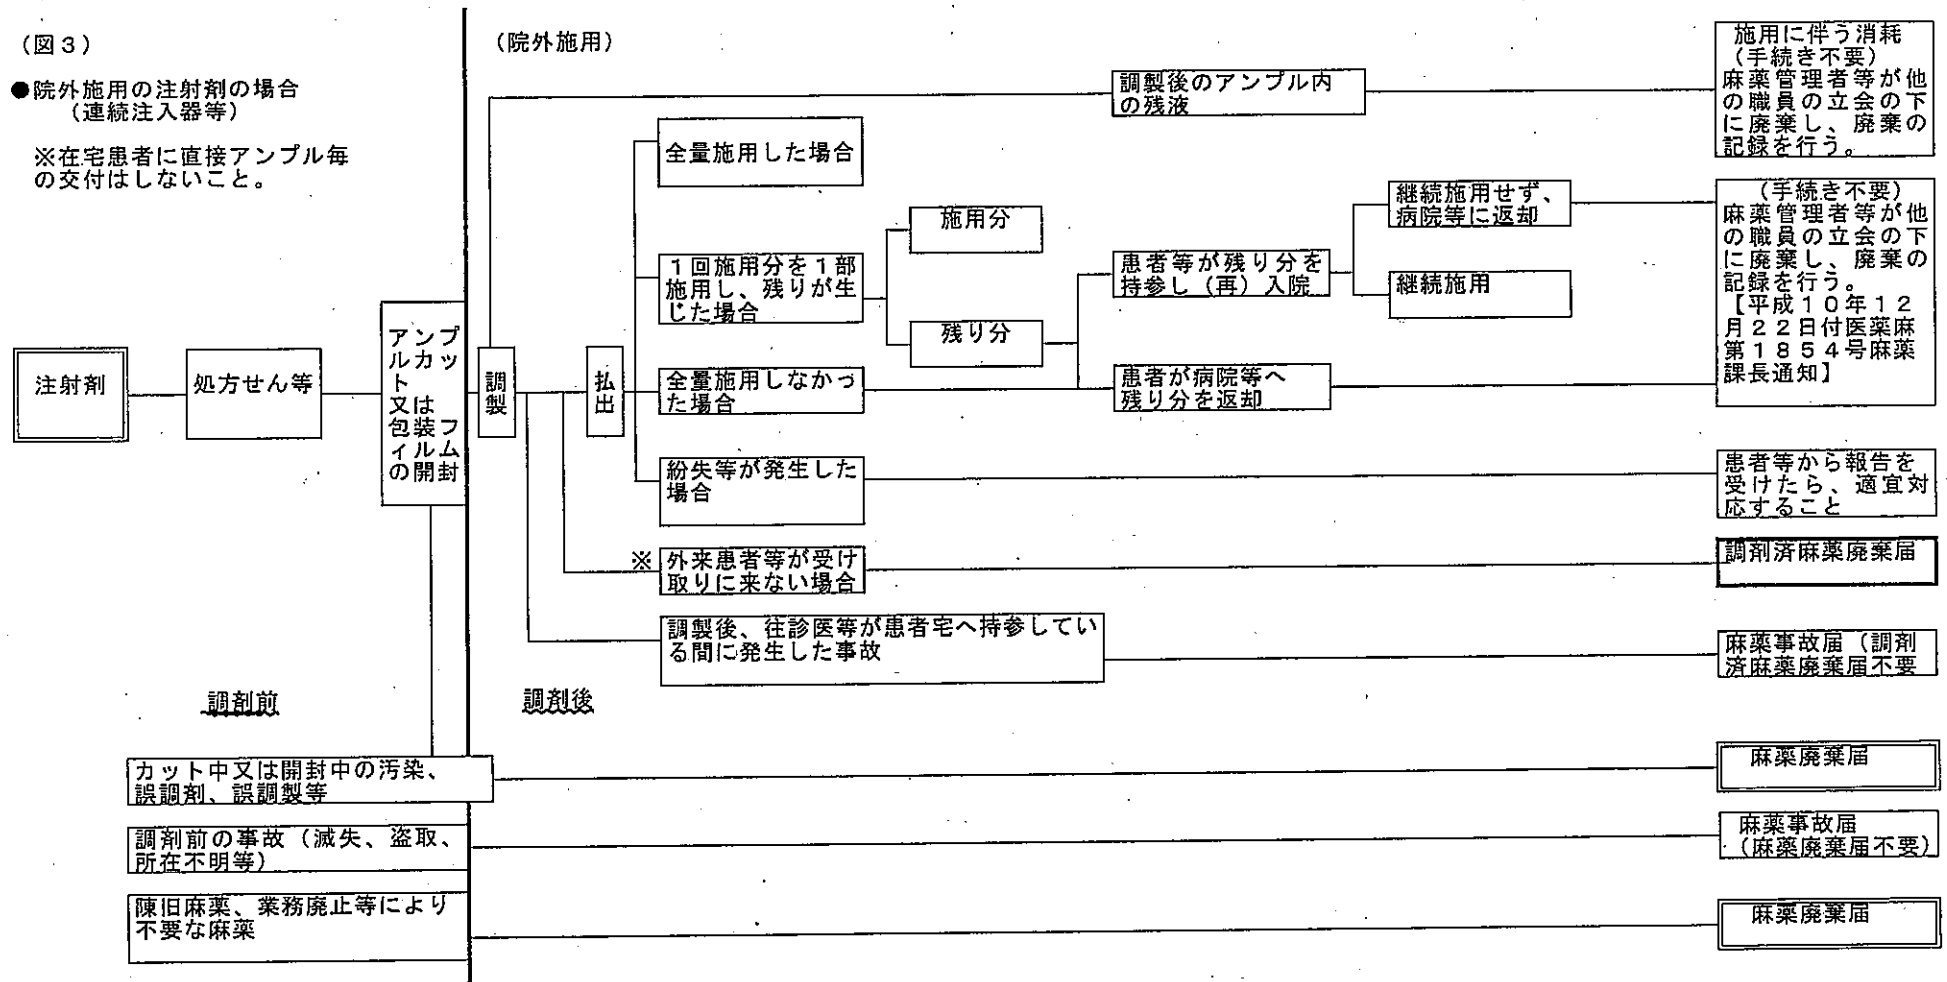 （図３）
●院外施用の注射剤の場合
（連続注入器等）
※在宅患者に直接アンプル毎
の交付はしないこと。
（院外施用）
注射剤
処方せん等
アンプ
ルカッ
ト
又は
包装フ
ィルム
の開封
調
製
払
出
調製後のアンプル内
の残液
施用に伴う消耗
（手続き不要）
麻薬管理者等が他
の職員の立会の下
に廃棄し、廃棄の
記録を行う。
全量施用した場合
１回施用分を１部
施用し、残りが生
じた場合
施用分
残り分
患者等が残り分を
持参し（再）入院
継続施用せず、
病院等に返却
継続施用
（手続き不要）
麻薬管理者等が他
の職員の立会の下
に廃棄し、廃棄の
記録を行う。
【平成１０年１２
月２２日付医薬麻
第１８５４号麻薬
課長通知】
全量施用しなかっ
た場合
患者が病院等へ
残り分を返却
紛失等が発生した
場合
患者等から報告を
受けたら、適宜対
応すること
※
外来患者等が受け
取りに来ない場合
調剤済麻薬廃棄届
調製後、往診医等が患者宅へ持参してい
る間に発生した事故
麻薬事故届（調剤
済麻薬廃棄届不要
調剤前
調剤後
カット中又は開封中の汚染、
誤調剤、誤調製等
麻薬廃棄届
調剤前の事故（滅失、盗取、
所在不明等）
麻薬事故届
（麻薬廃棄届不要）
陳旧麻薬、業務廃止等により
不要な麻薬
麻薬廃棄届